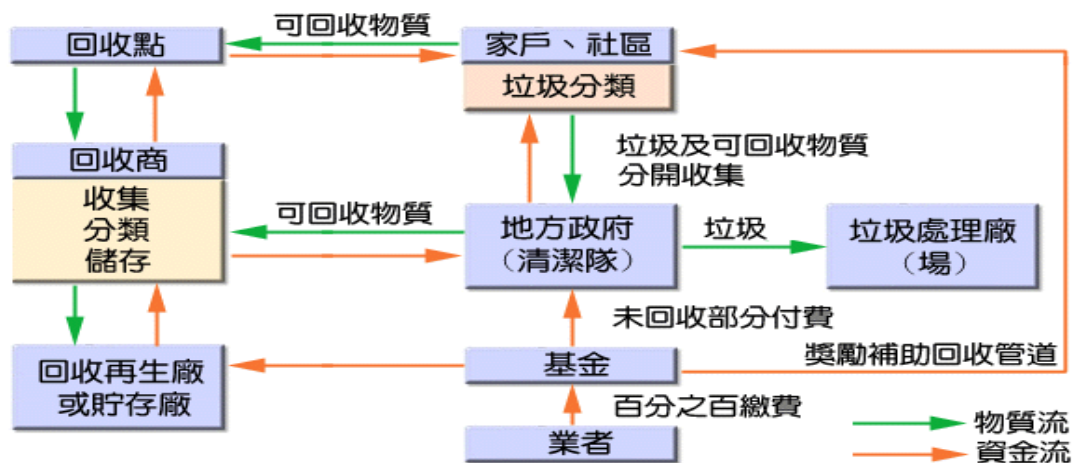 可回收物質
回收點
家戶、社區
垃圾分類
回收商
收集
分類
儲存
垃圾及可回收物質
分開收集
可回收物質
地方政府
（清潔隊）
垃圾
垃圾處理廠
（場）
未回收部分付費
回收再生廠
或貯存廠
基金
獎勵補助回收管道
百分之百繳費
業者
物質流
資金流